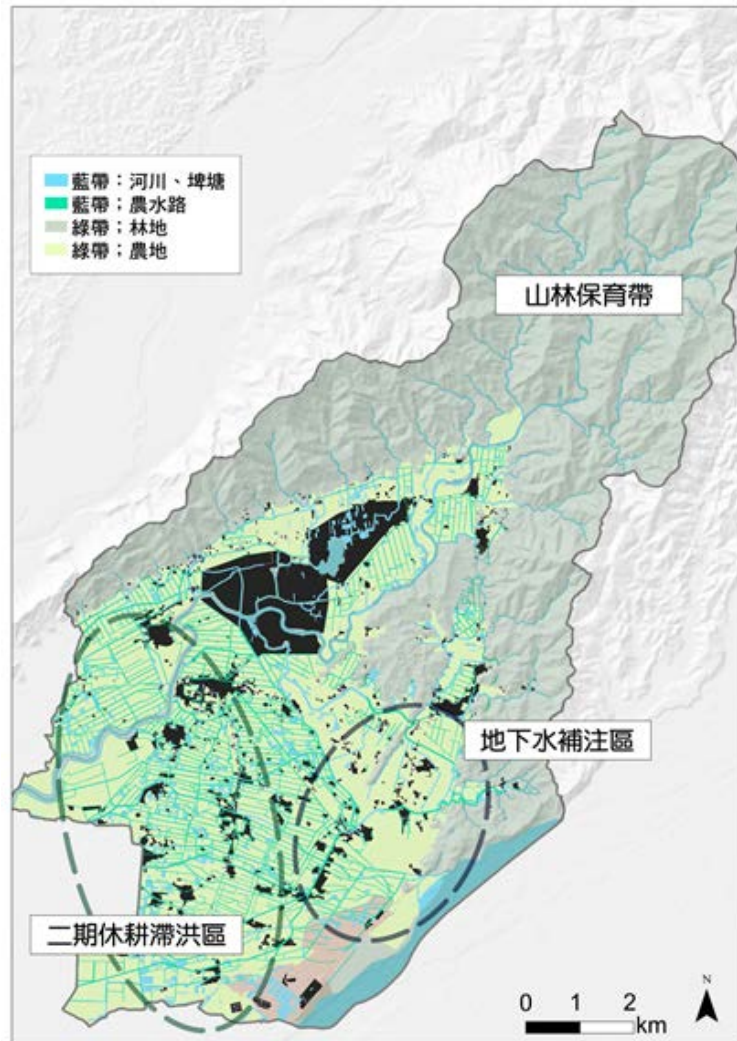 藍帶；河川、埤塘
藍帶；農水路
綠帶；林地
綠帶；農地
山林保育帶
地下水補注區
二期休耕滯洪區
N
0 1 2
km